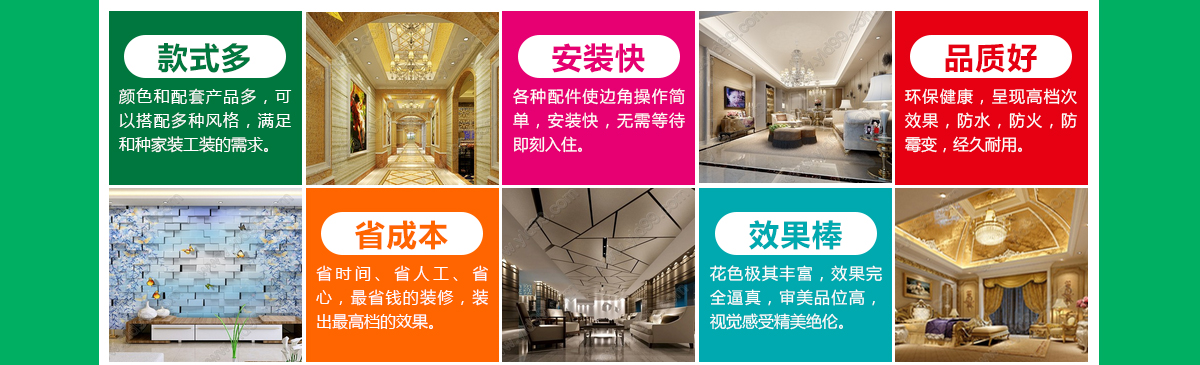 款式多
颜色和配套产品多，可
以搭配多种风格，满足
和种家装工装的需求。
安装快
各种配件使边角操作简
单，安装快，无需等待
即刻入住。
品质好
环保健康，呈现高档次
效果，防水，防火，防
霉变，经久耐用。
省成本
省时间、省人工、省
心，最省钱的装修，装
出最高档的效果。
效果棒
花色极其丰富，效果完
全逼真，审美品位高，
视觉感受精美绝伦。